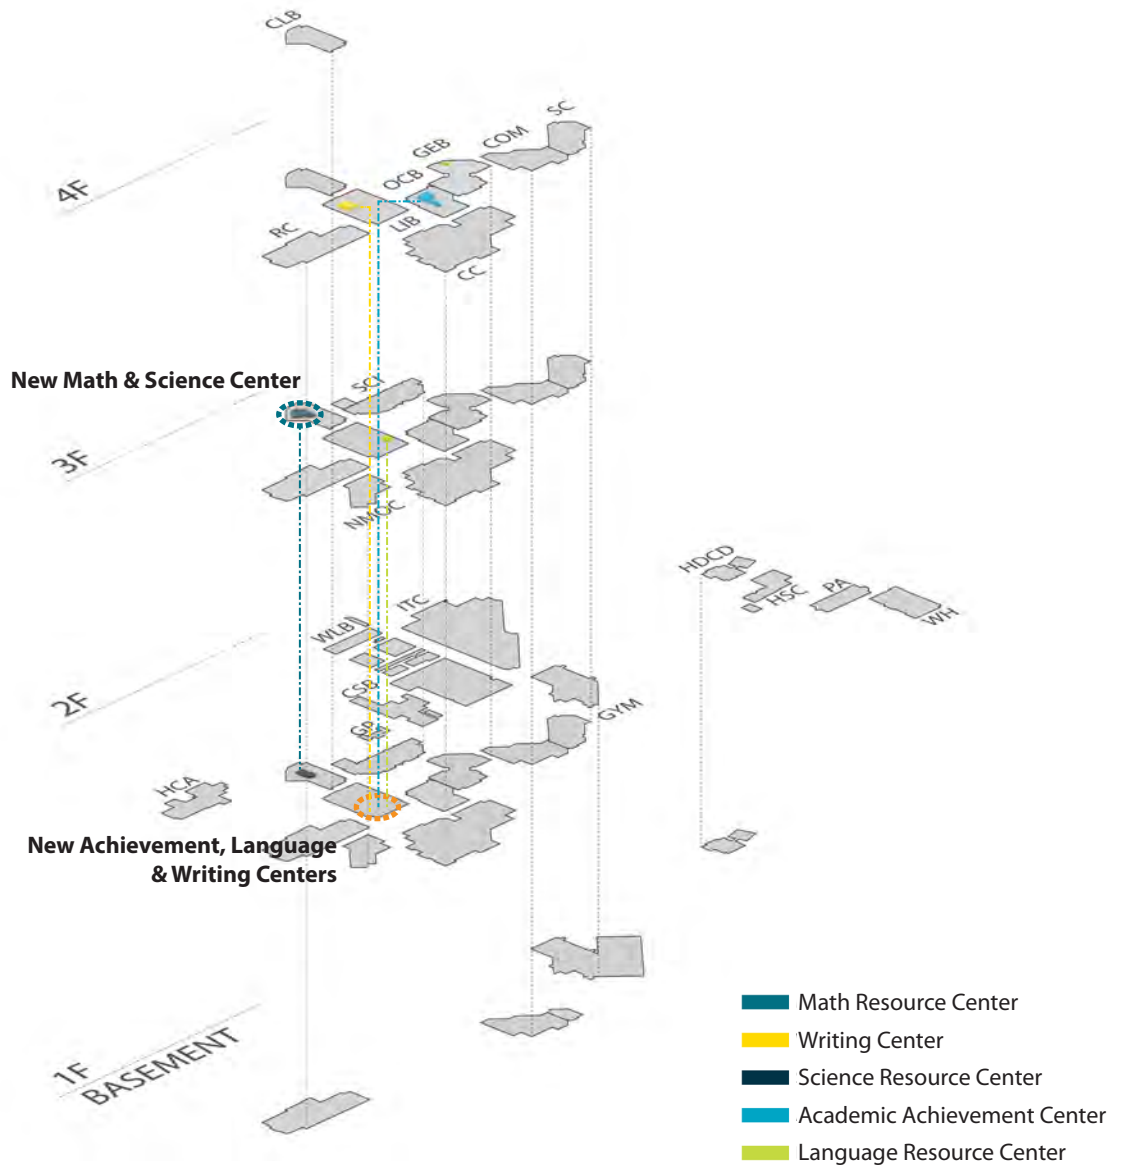 CLB
SC
COM
GEB
4F
OCB
LIB
RC
CC
New Math & Science Center
SCI
3F
NMOC
HDCD
HSC
PA
WH
ITC
WLB
2F
CSB
GYM
GP
HCA
New Achievement, Language
& Writing Centers
1F
BASEMENT
Math Resource Center
Writing Center
Science Resource Center
Academic Achievement Center
Language Resource Center